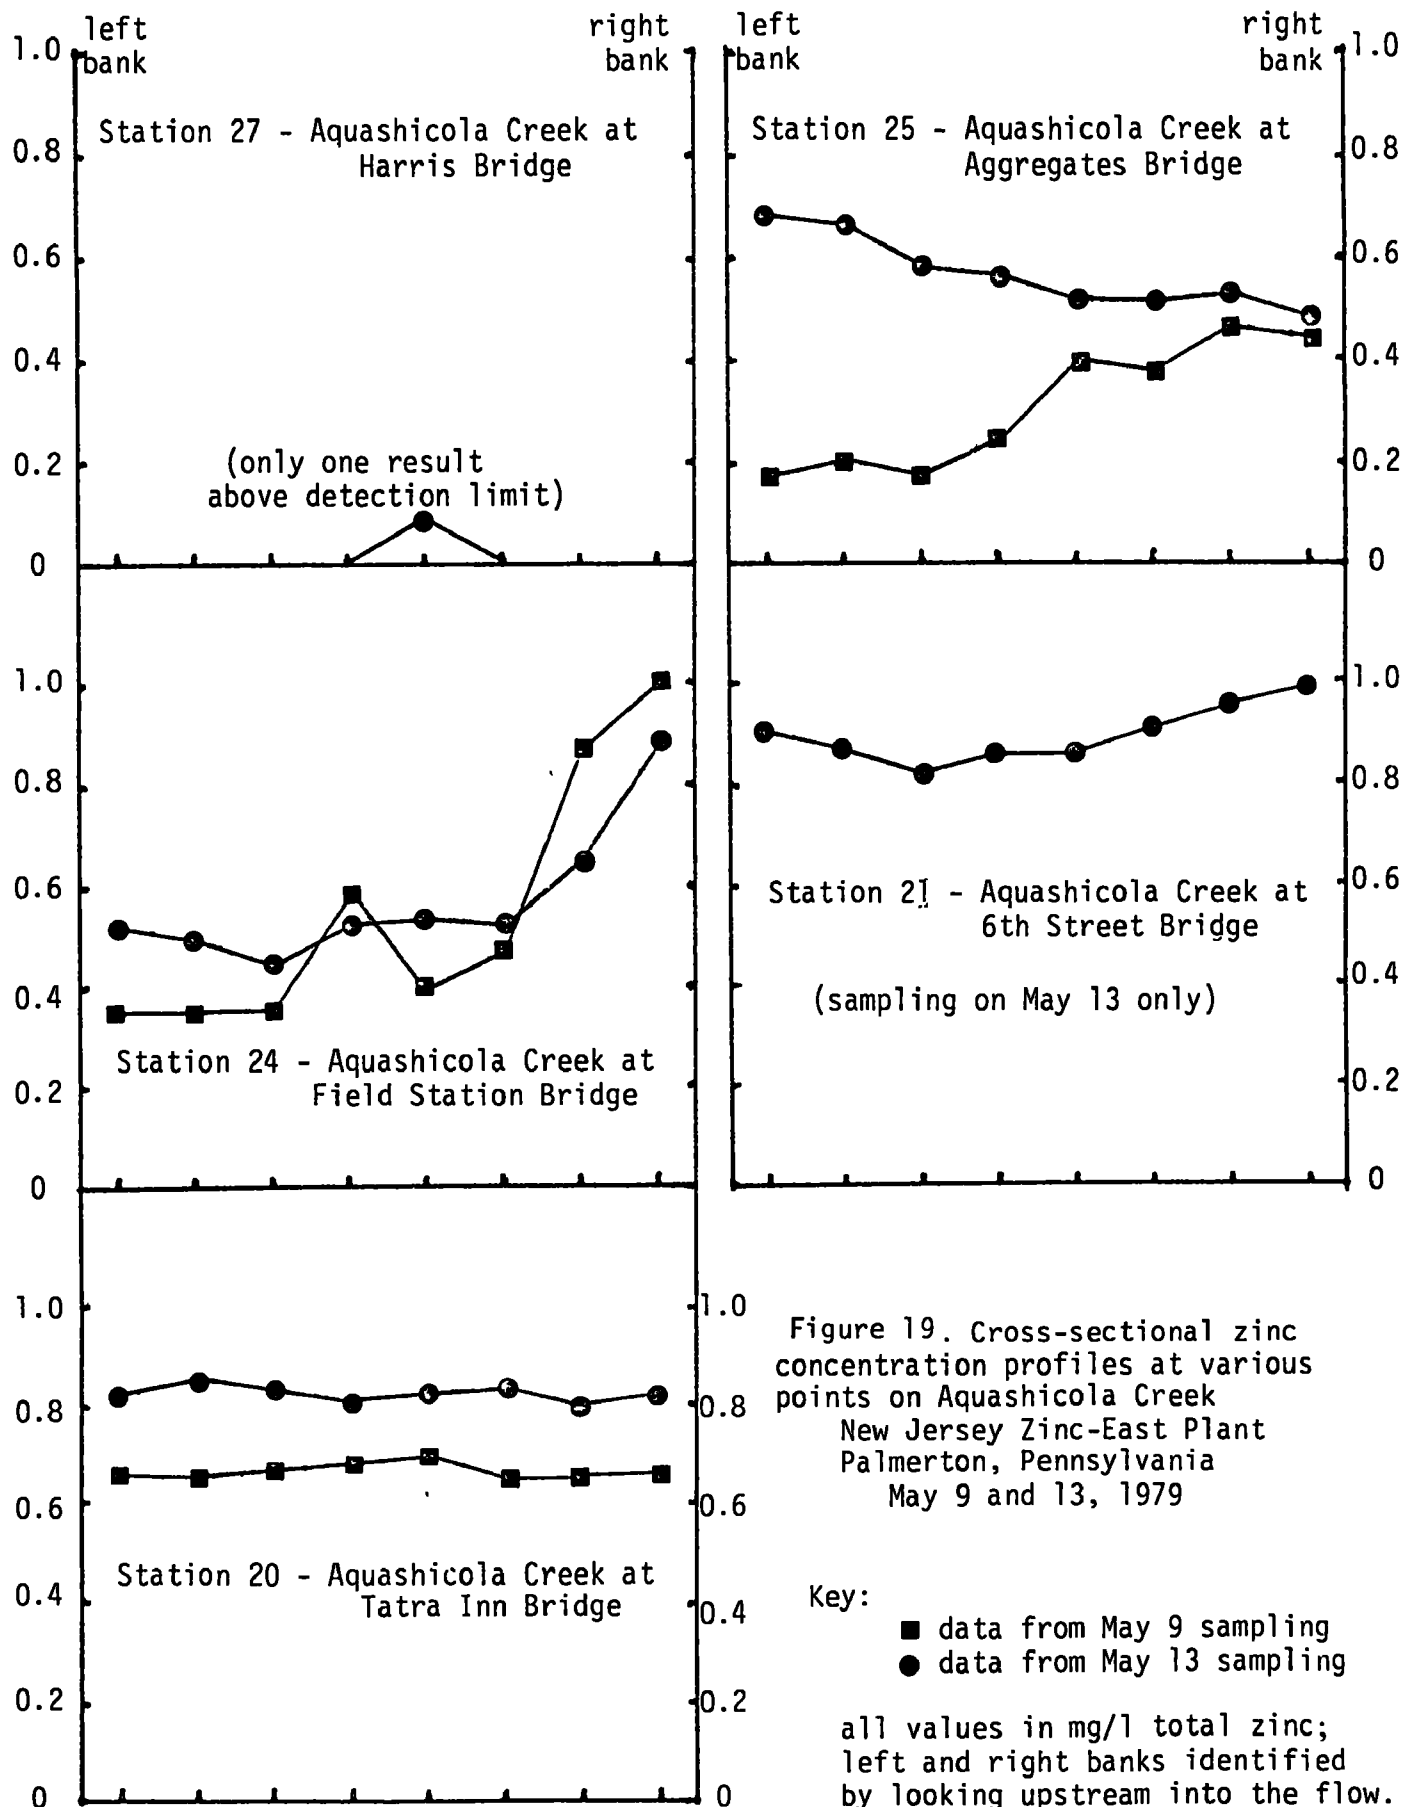 left
bank
right
bank
1.0
0.8
0.6
0.4
0.2
0
Station 27 - Aquashicola Creek at
Harris Bridge
(only one result
above detection limit)
left
bank
right
bank
1.0
0.8
0.6
0.4
0.2
0
Station 25 - Aquashicola Creek at
Aggregates Bridge
1.0
0.8
0.6
0.4
0.2
0
Station 24 - Aquashicola Creek at
Field Station Bridge
1.0
0.8
0.6
0.4
0.2
0
Station 21 - Aquashicola Creek at
6th Street Bridge
(sampling on May 13 only)
1.0
0.8
0.6
0.4
0.2
0
Station 20 - Aquashicola Creek at
Tatra Inn Bridge
1.0
0.8
0.6
0.4
0.2
0
Figure 19. Cross-sectional zinc
concentration profiles at various
points on Aquashicola Creek
New Jersey Zinc-East Plant
Palmerton, Pennsylvania
May 9 and 13, 1979
Key:
data from May 9 sampling
data from May 13 sampling
all values in mg/l total zinc;
left and right banks identified
by looking upstream into the flow.